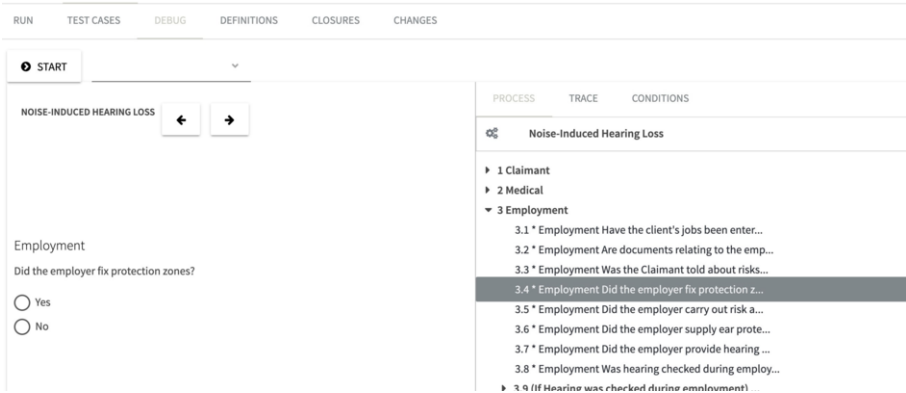 RUN TEST CASES DEBUG DEFINITIONS CLOSURES CHANGES
START
NOISE-INDUCED HEARING LOSS
Employment
Did the employer fix protection zones?
Yes
No
PROCESS TRACE CONDITIONS
Noise-Induced Hearing Loss
1 Claimant
2 Medical
3 Employment
3.1 * Employment Have the client's jobs been enter...
3.2 * Employment Are documents relating to the emp...
3.3 * Employment Was the Claimant told about risks...
3.4 * Employment Did the employer fix protection z...
3.5 * Employment Did the employer carry out risk a...
3.6 * Employment Did the employer supply ear prote...
3.7 * Employment Did the employer provide hearing ...
3.8 * Employment Was hearing checked during employ...
3.9 (If Hearing was checked during employment) ...